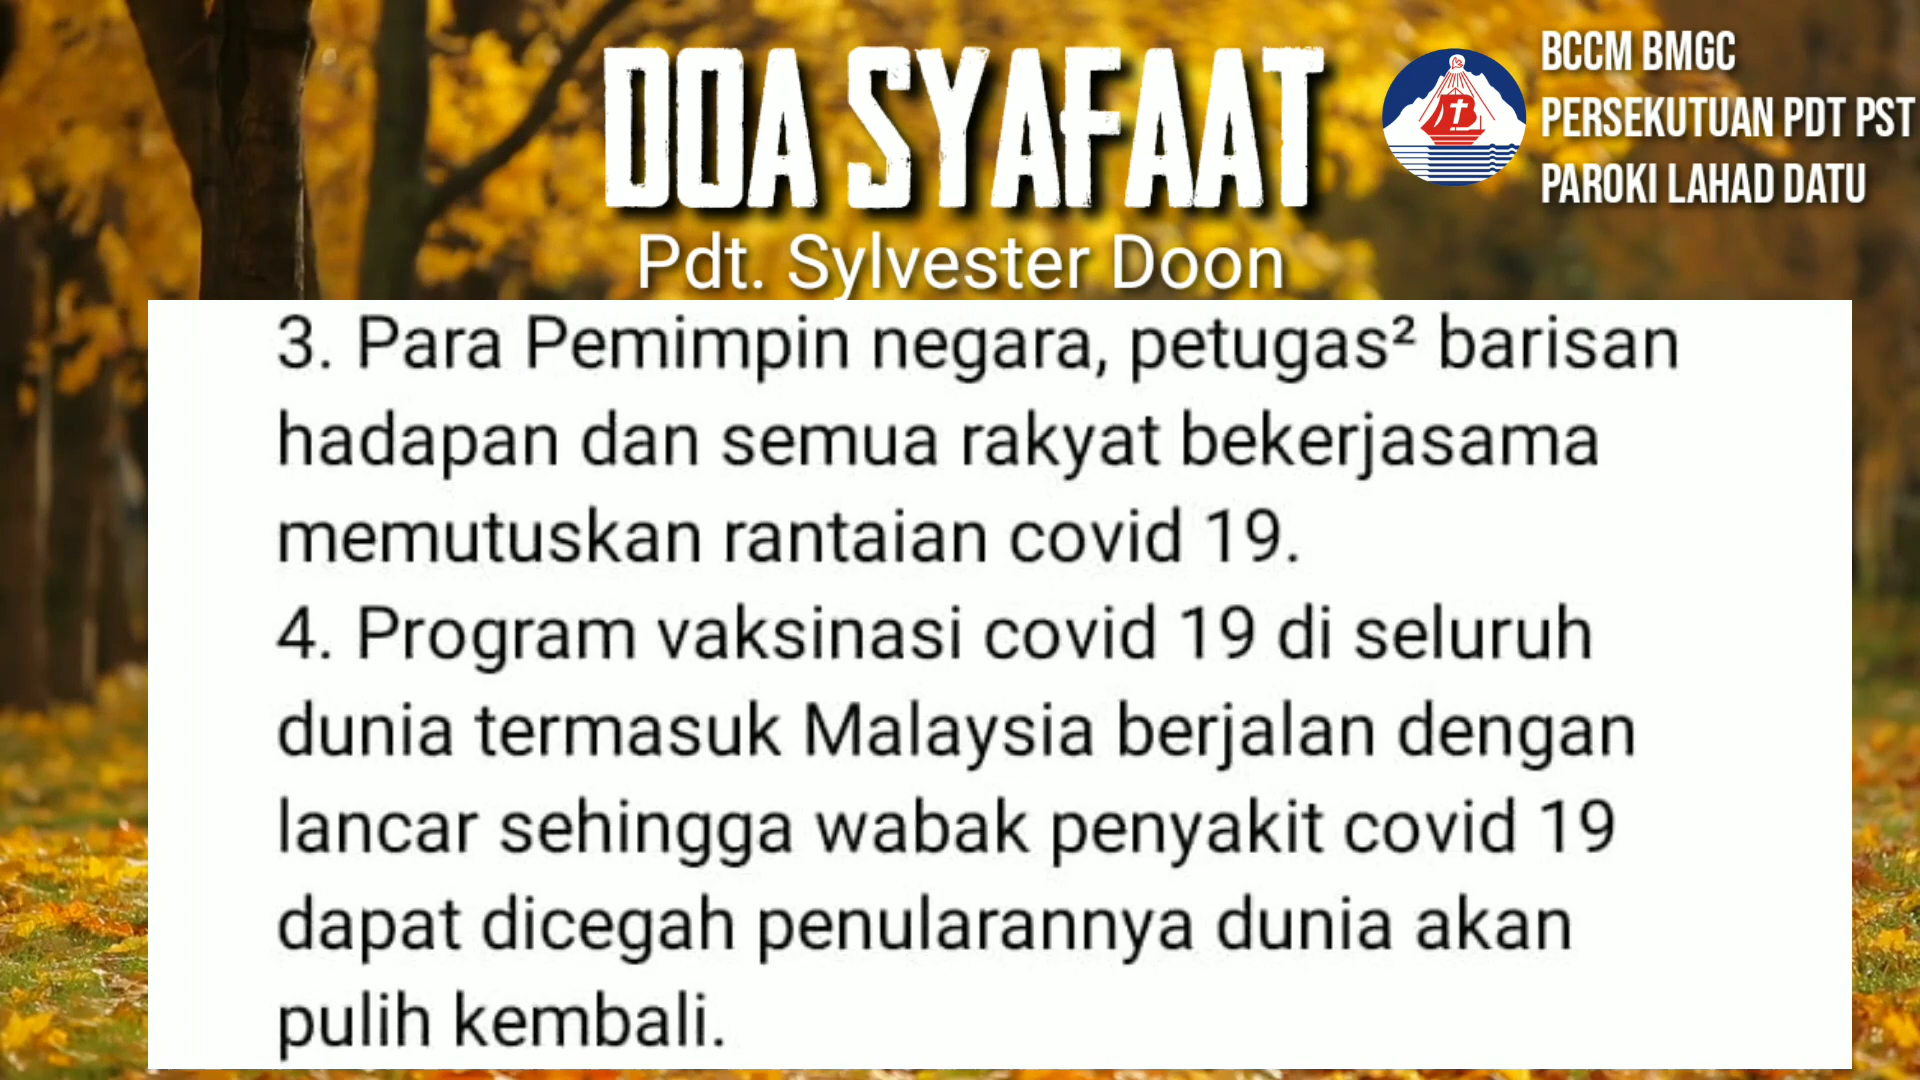 DOA SYAFAAT
Pdt. Sylvester Doon
BCCM BMGC
PERSEKUTUAN PDT PST
PAROKI LAHAD DATU
3. Para Pemimpin negara, petugas² barisan
hadapan dan semua rakyat bekerjasama
memutuskan rantaian covid 19.
4. Program vaksinasi covid 19 di seluruh
dunia termasuk Malaysia berjalan dengan
lancar sehingga wabak penyakit covid 19
dapat dicegah penularannya dunia akan
pulih kembali.